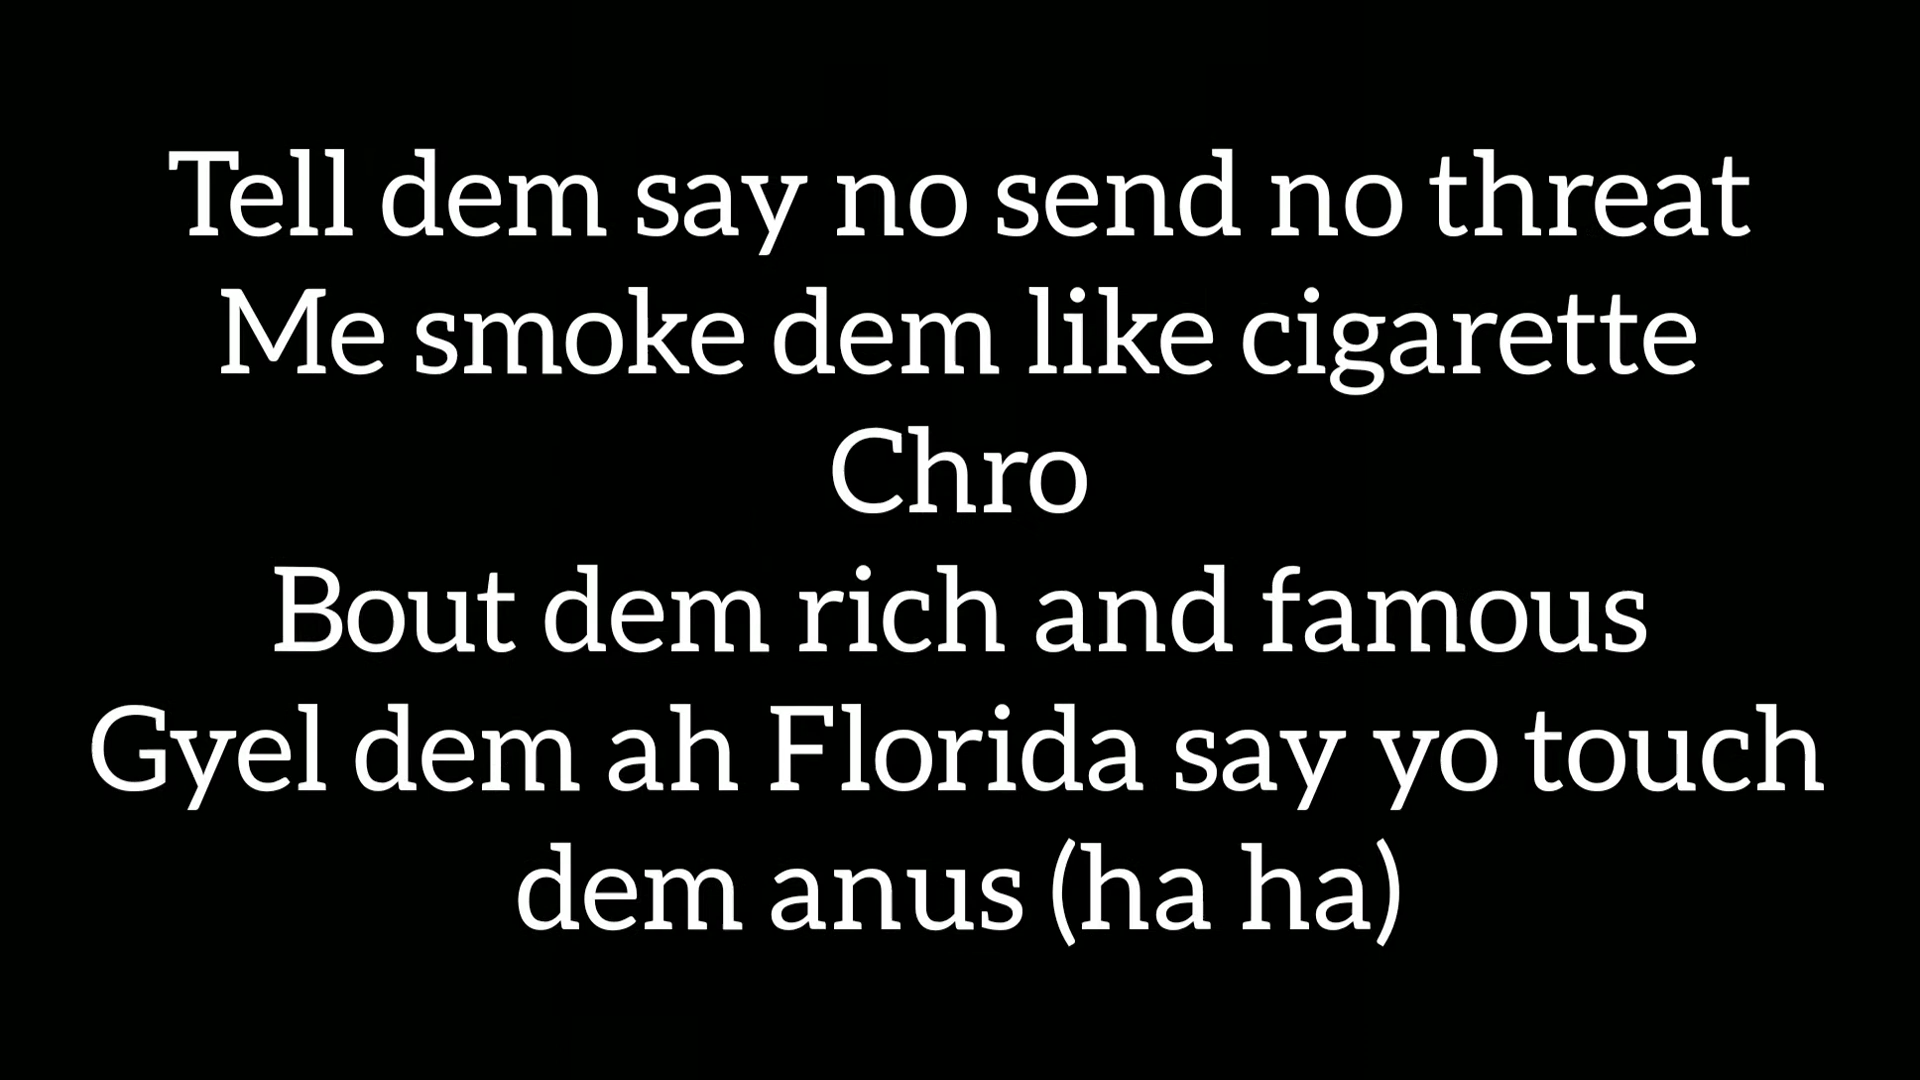 Tell dem say no send no threat
Me smoke dem like cigarette
Chro
Bout dem rich and famous
Gyel dem ah Florida say yo touch
dem anus (ha ha)